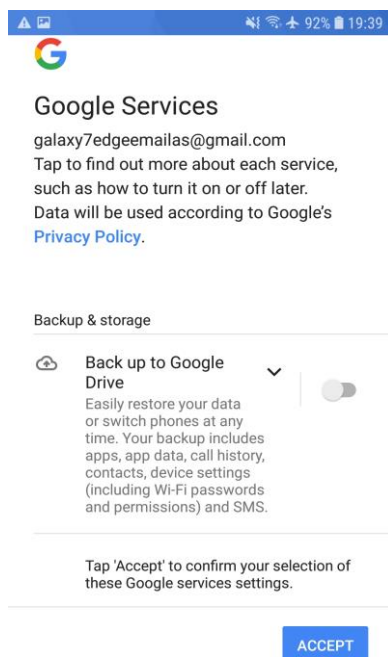 92% 19:39
G
Google Services
galaxy7edgeemailas@gmail.com
Tap to find out more about each service,
such as how to turn it on or off later.
Data will be used according to Google's
Privacy Policy.
Backup & storage
Back up to Google
Drive
Easily restore your data
or switch phones at any
time. Your backup includes
apps, app data, call history,
contacts, device settings
(including Wi-Fi passwords
and permissions) and SMS.
Tap 'Accept' to confirm your selection of
these Google services settings.
ACCEPT